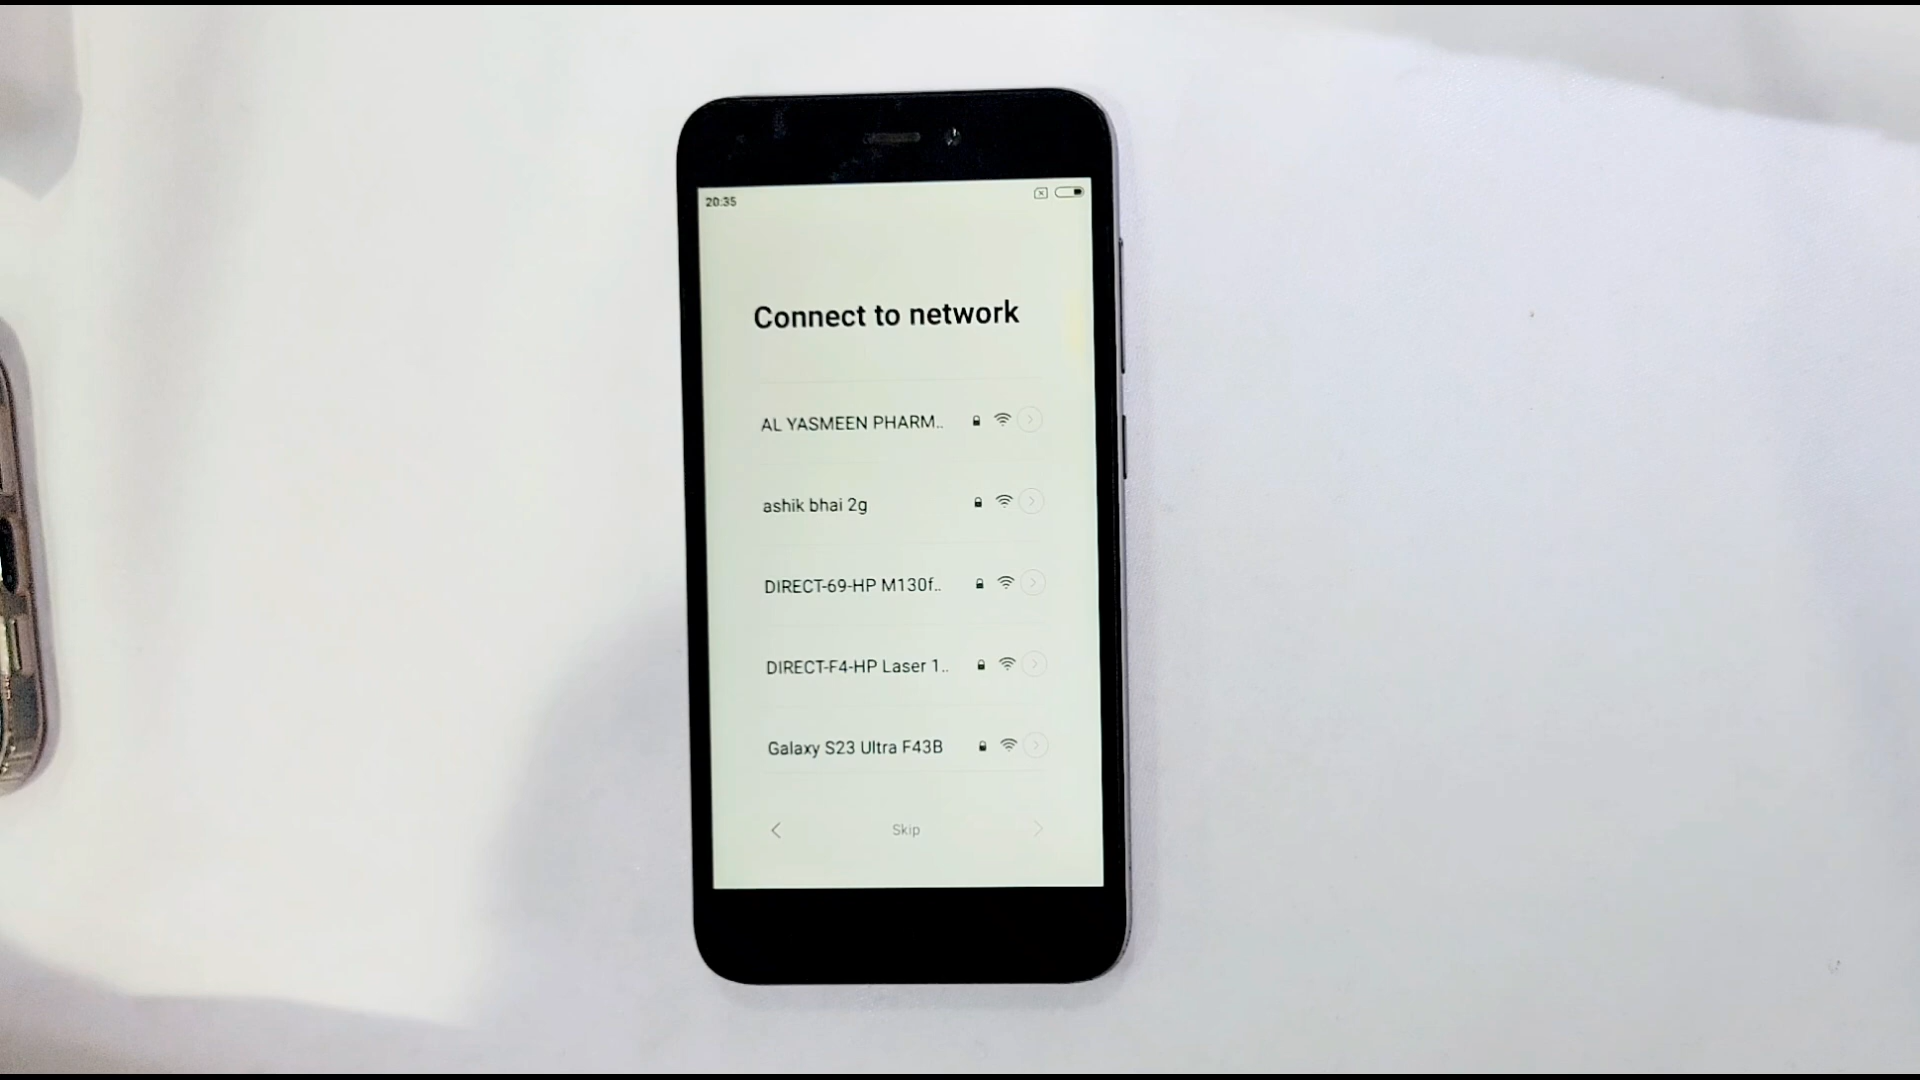 20:35
Connect to network
AL YASMEEN PHARM..
ashik bhai 2g
DIRECT-69-HP M130f..
DIRECT-F4-HP Laser 1..
Galaxy S23 Ultra F43B
Skip